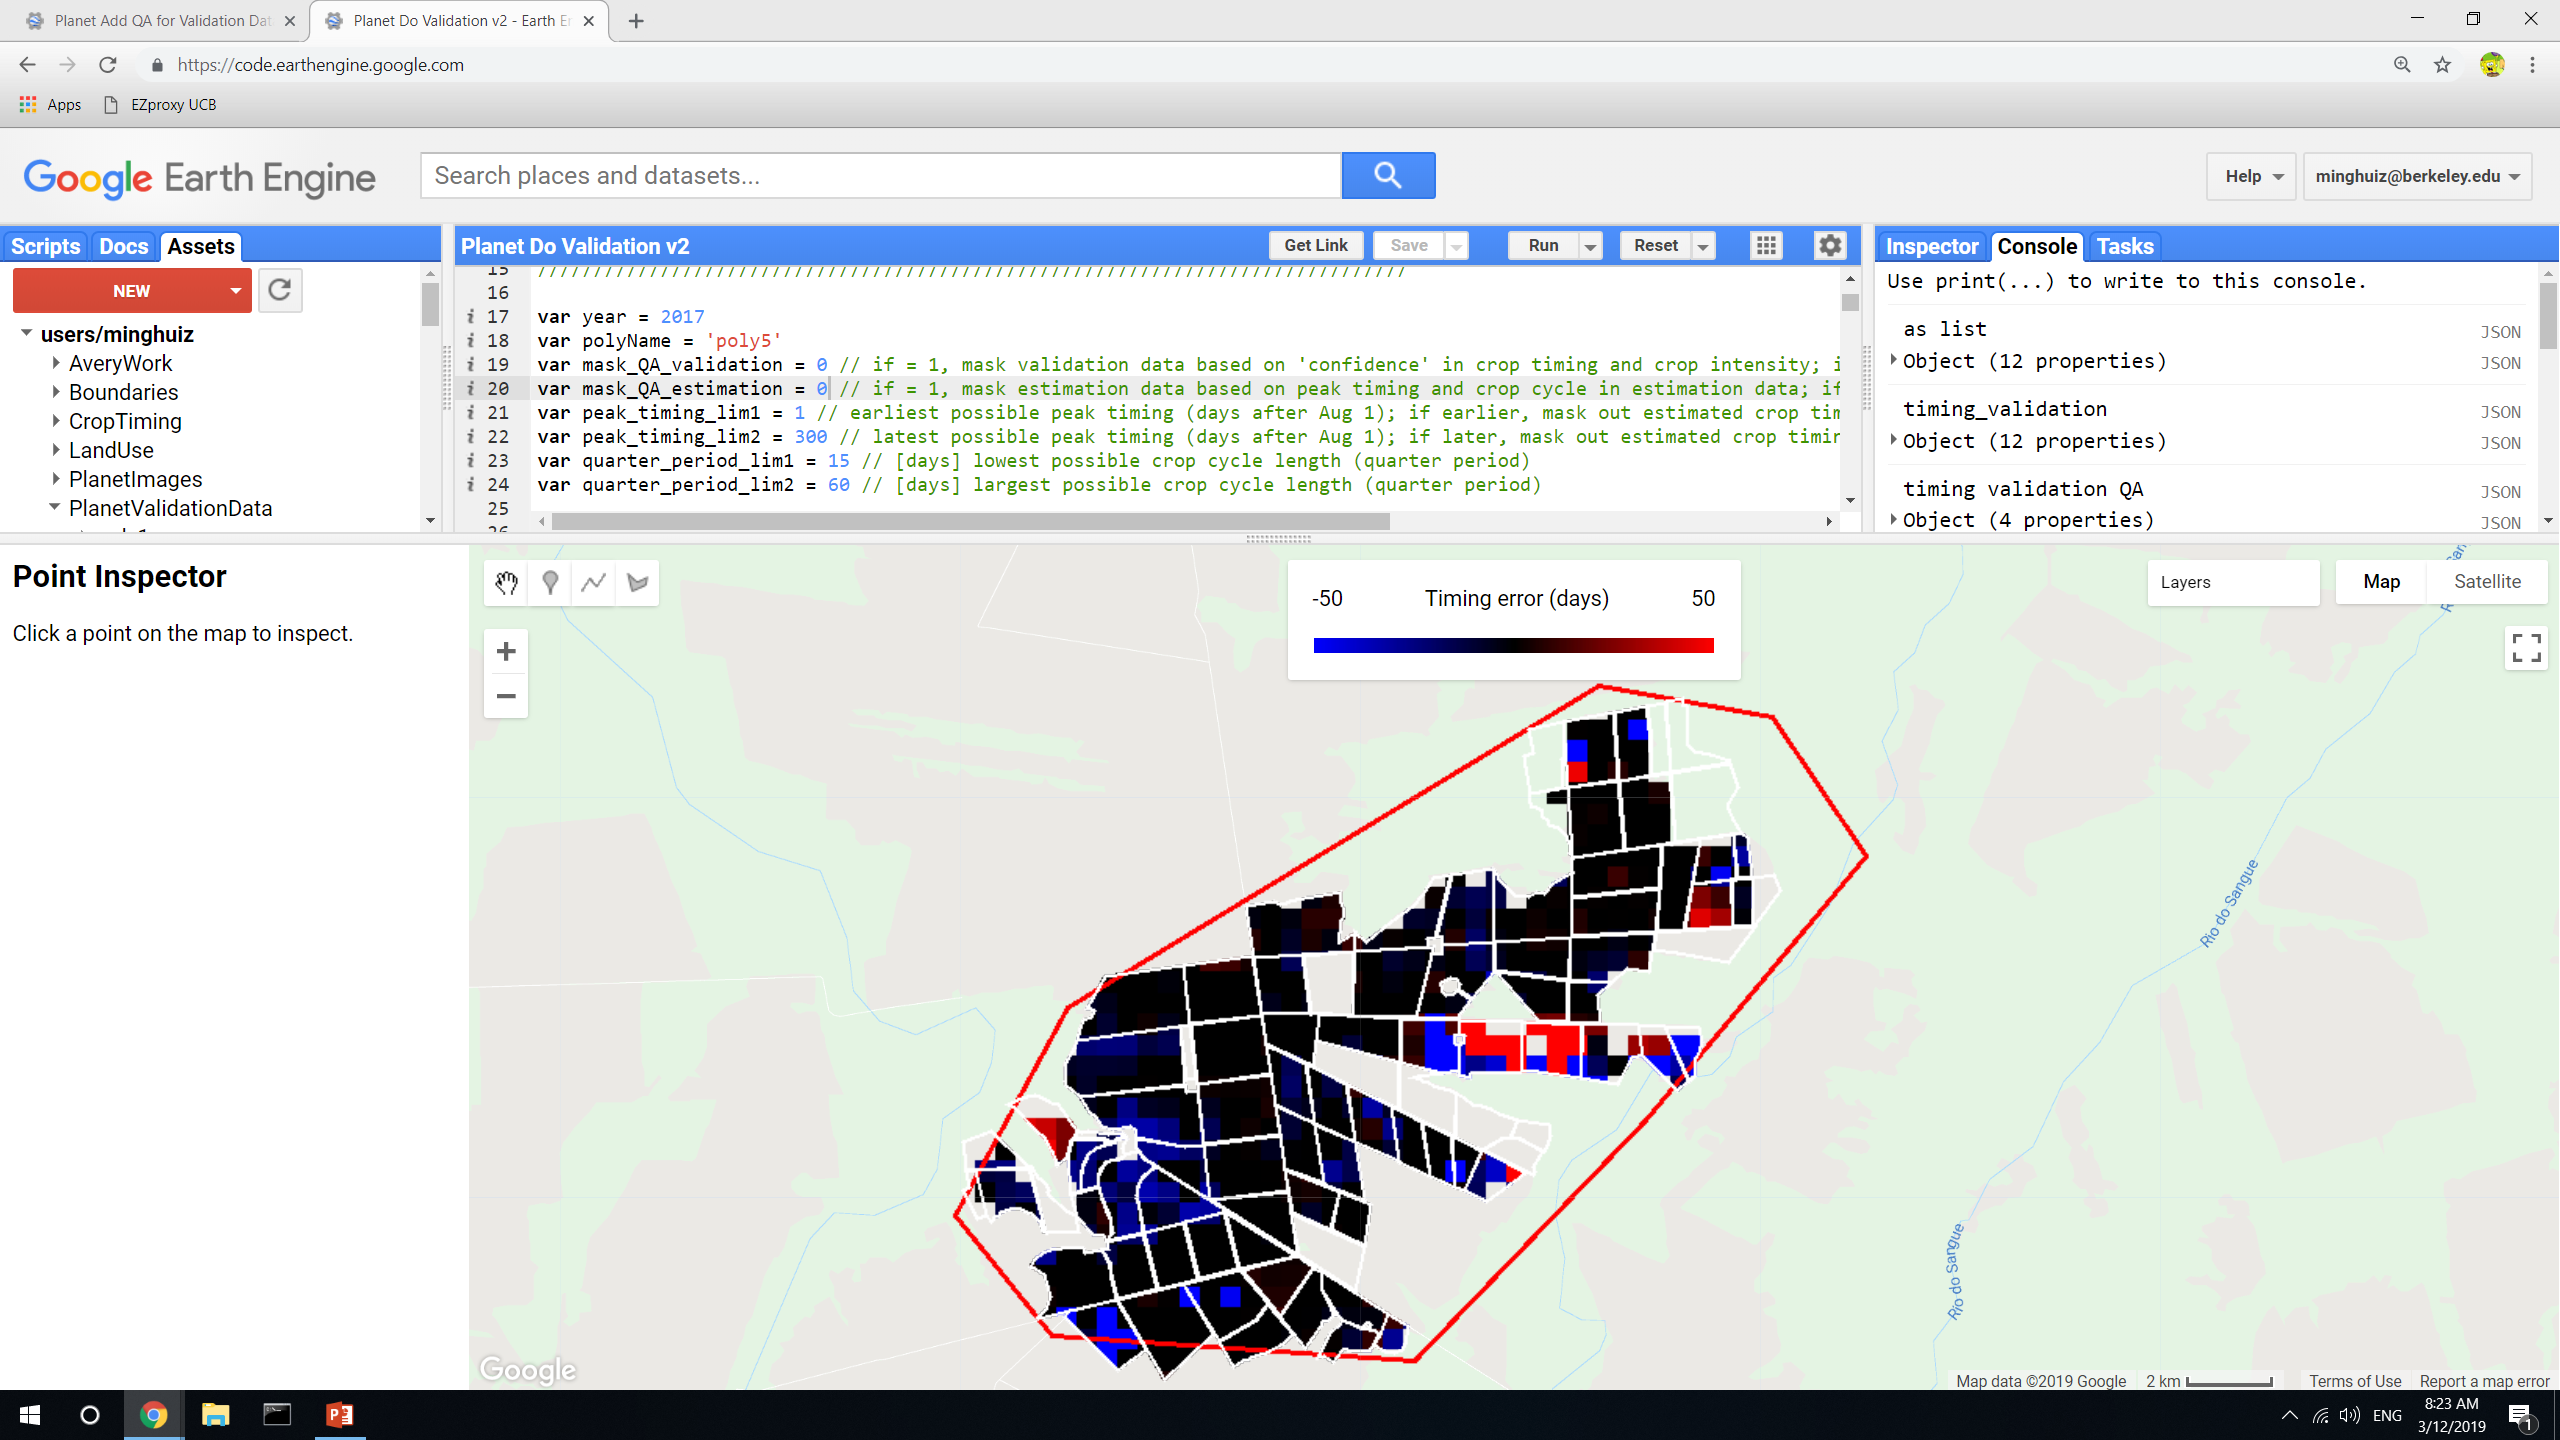 Planet Add QA for Validation Dat
Planet Do Validation v2 - Earth E
https://code.earthengine.google.com
Apps
EZproxy UCB
Google Earth Engine
Search places and datasets...
Help
minghuiz@berkeley.edu
Scripts
Docs
Assets
NEW
users/minghuiz
AveryWork
Boundaries
CropTiming
LandUse
PlanetImages
PlanetValidationData
Planet Do Validation v2
Get Link
Save
Run
Reset
15 //////////////////////////////////////////////////////////////////////////////
16
17 var year = 2017
18 var polyName = 'poly5'
19 var mask_QA_validation = 0 // if = 1, mask validation data based on 'confidence' in crop timing and crop intensity; i
20 var mask_QA_estimation = 0 // if = 1, mask estimation data based on peak timing and crop cycle in estimation data; if
21 var peak_timing_lim1 = 1 // earliest possible peak timing (days after Aug 1); if earlier, mask out estimated crop tim
22 var peak_timing_lim2 = 300 // latest possible peak timing (days after Aug 1); if later, mask out estimated crop timin
23 var quarter_period_lim1 = 15 // [days] lowest possible crop cycle length (quarter period)
24 var quarter_period_lim2 = 60 // [days] largest possible crop cycle length (quarter period)
25
Inspector
Console
Tasks
Use print(...) to write to this console.
as list JSON
Object (12 properties) JSON
timing_validation JSON
Object (12 properties) JSON
timing validation QA JSON
Object (4 properties) JSON
Point Inspector
Click a point on the map to inspect.
-50 Timing error (days) 50
Layers
Map
Satellite
Rio do Sangue
Rio do Sangue
Google
Map data ©2019 Google
2 km
Terms of Use
Report a map error
ENG
8:23 AM
3/12/2019
1